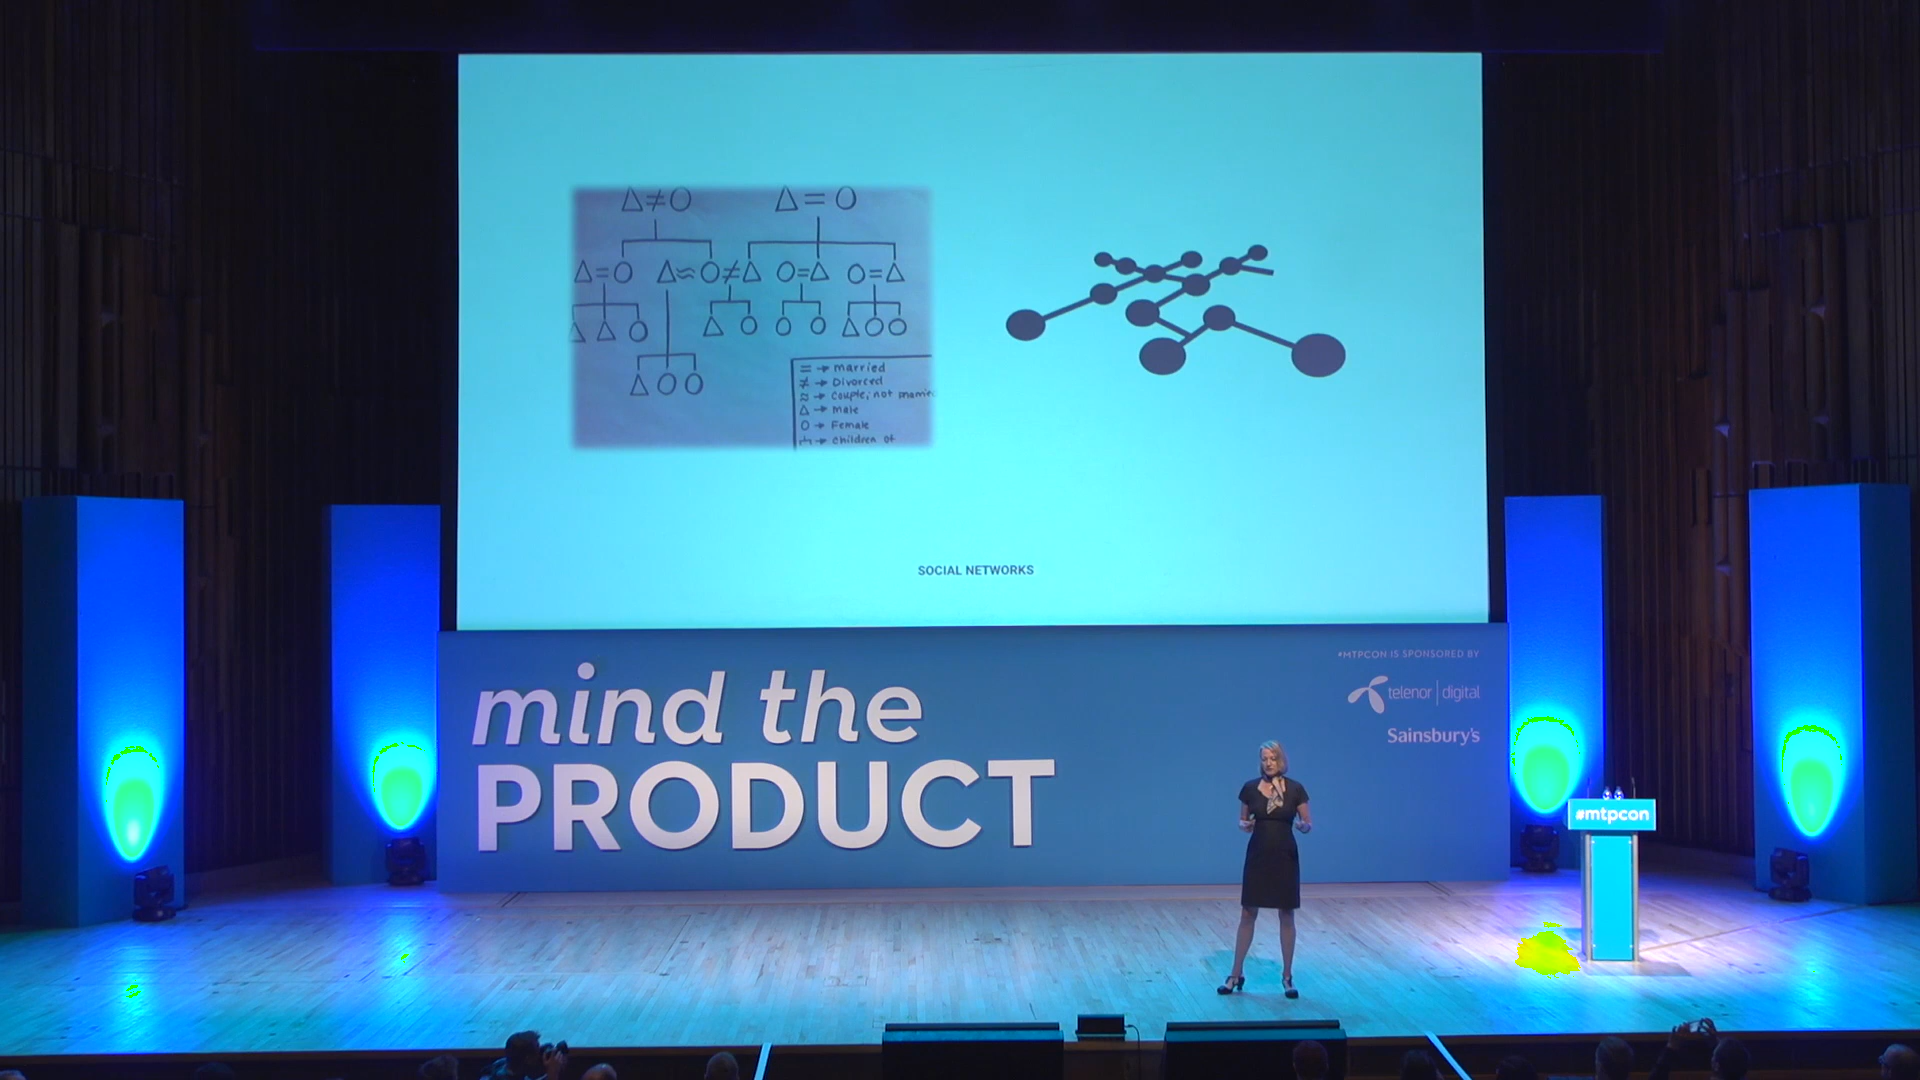 Δ≠O Δ=O
Δ=O Δ≈O≠Δ O=Δ O=Δ
Δ Δ O Δ O O O Δ O O
Δ O O
= → married
≠ → Divorced
≈ → Couple, not
Δ → Male
O → Female
→ children of
SOCIAL NETWORKS
#MTPCON IS SPONSORED BY
telenor | digital
Sainsbury's
mind the
PRODUCT
#mtpcon